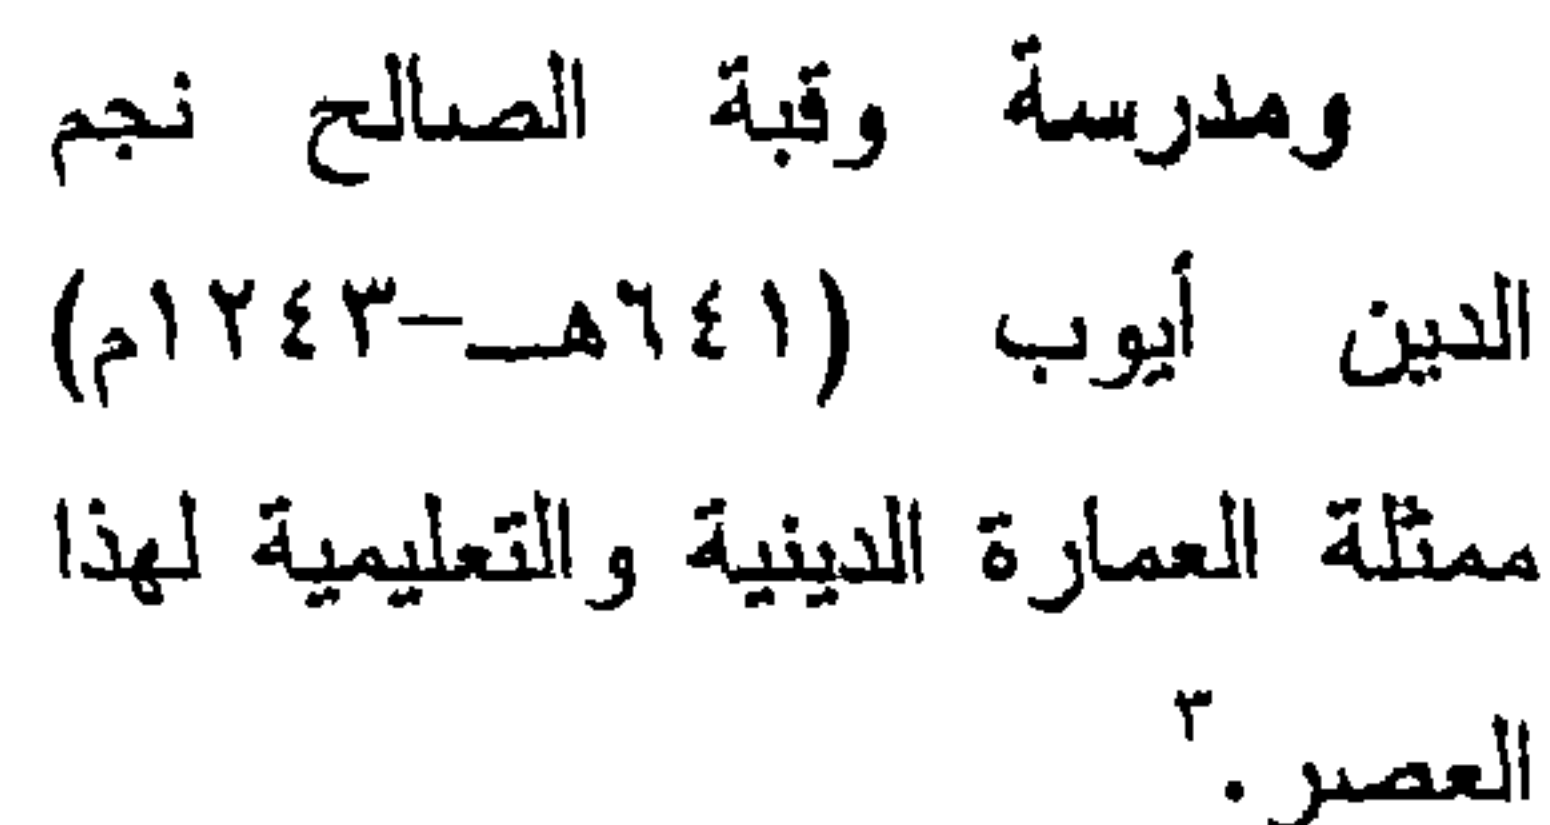 ومدرسة وقبة الصالح نجم
الدين أيوب (٦٤١هـ-١٢٤٣م)
ممثلة العمارة الدينية والتعليمية لهذا
العصر.٣